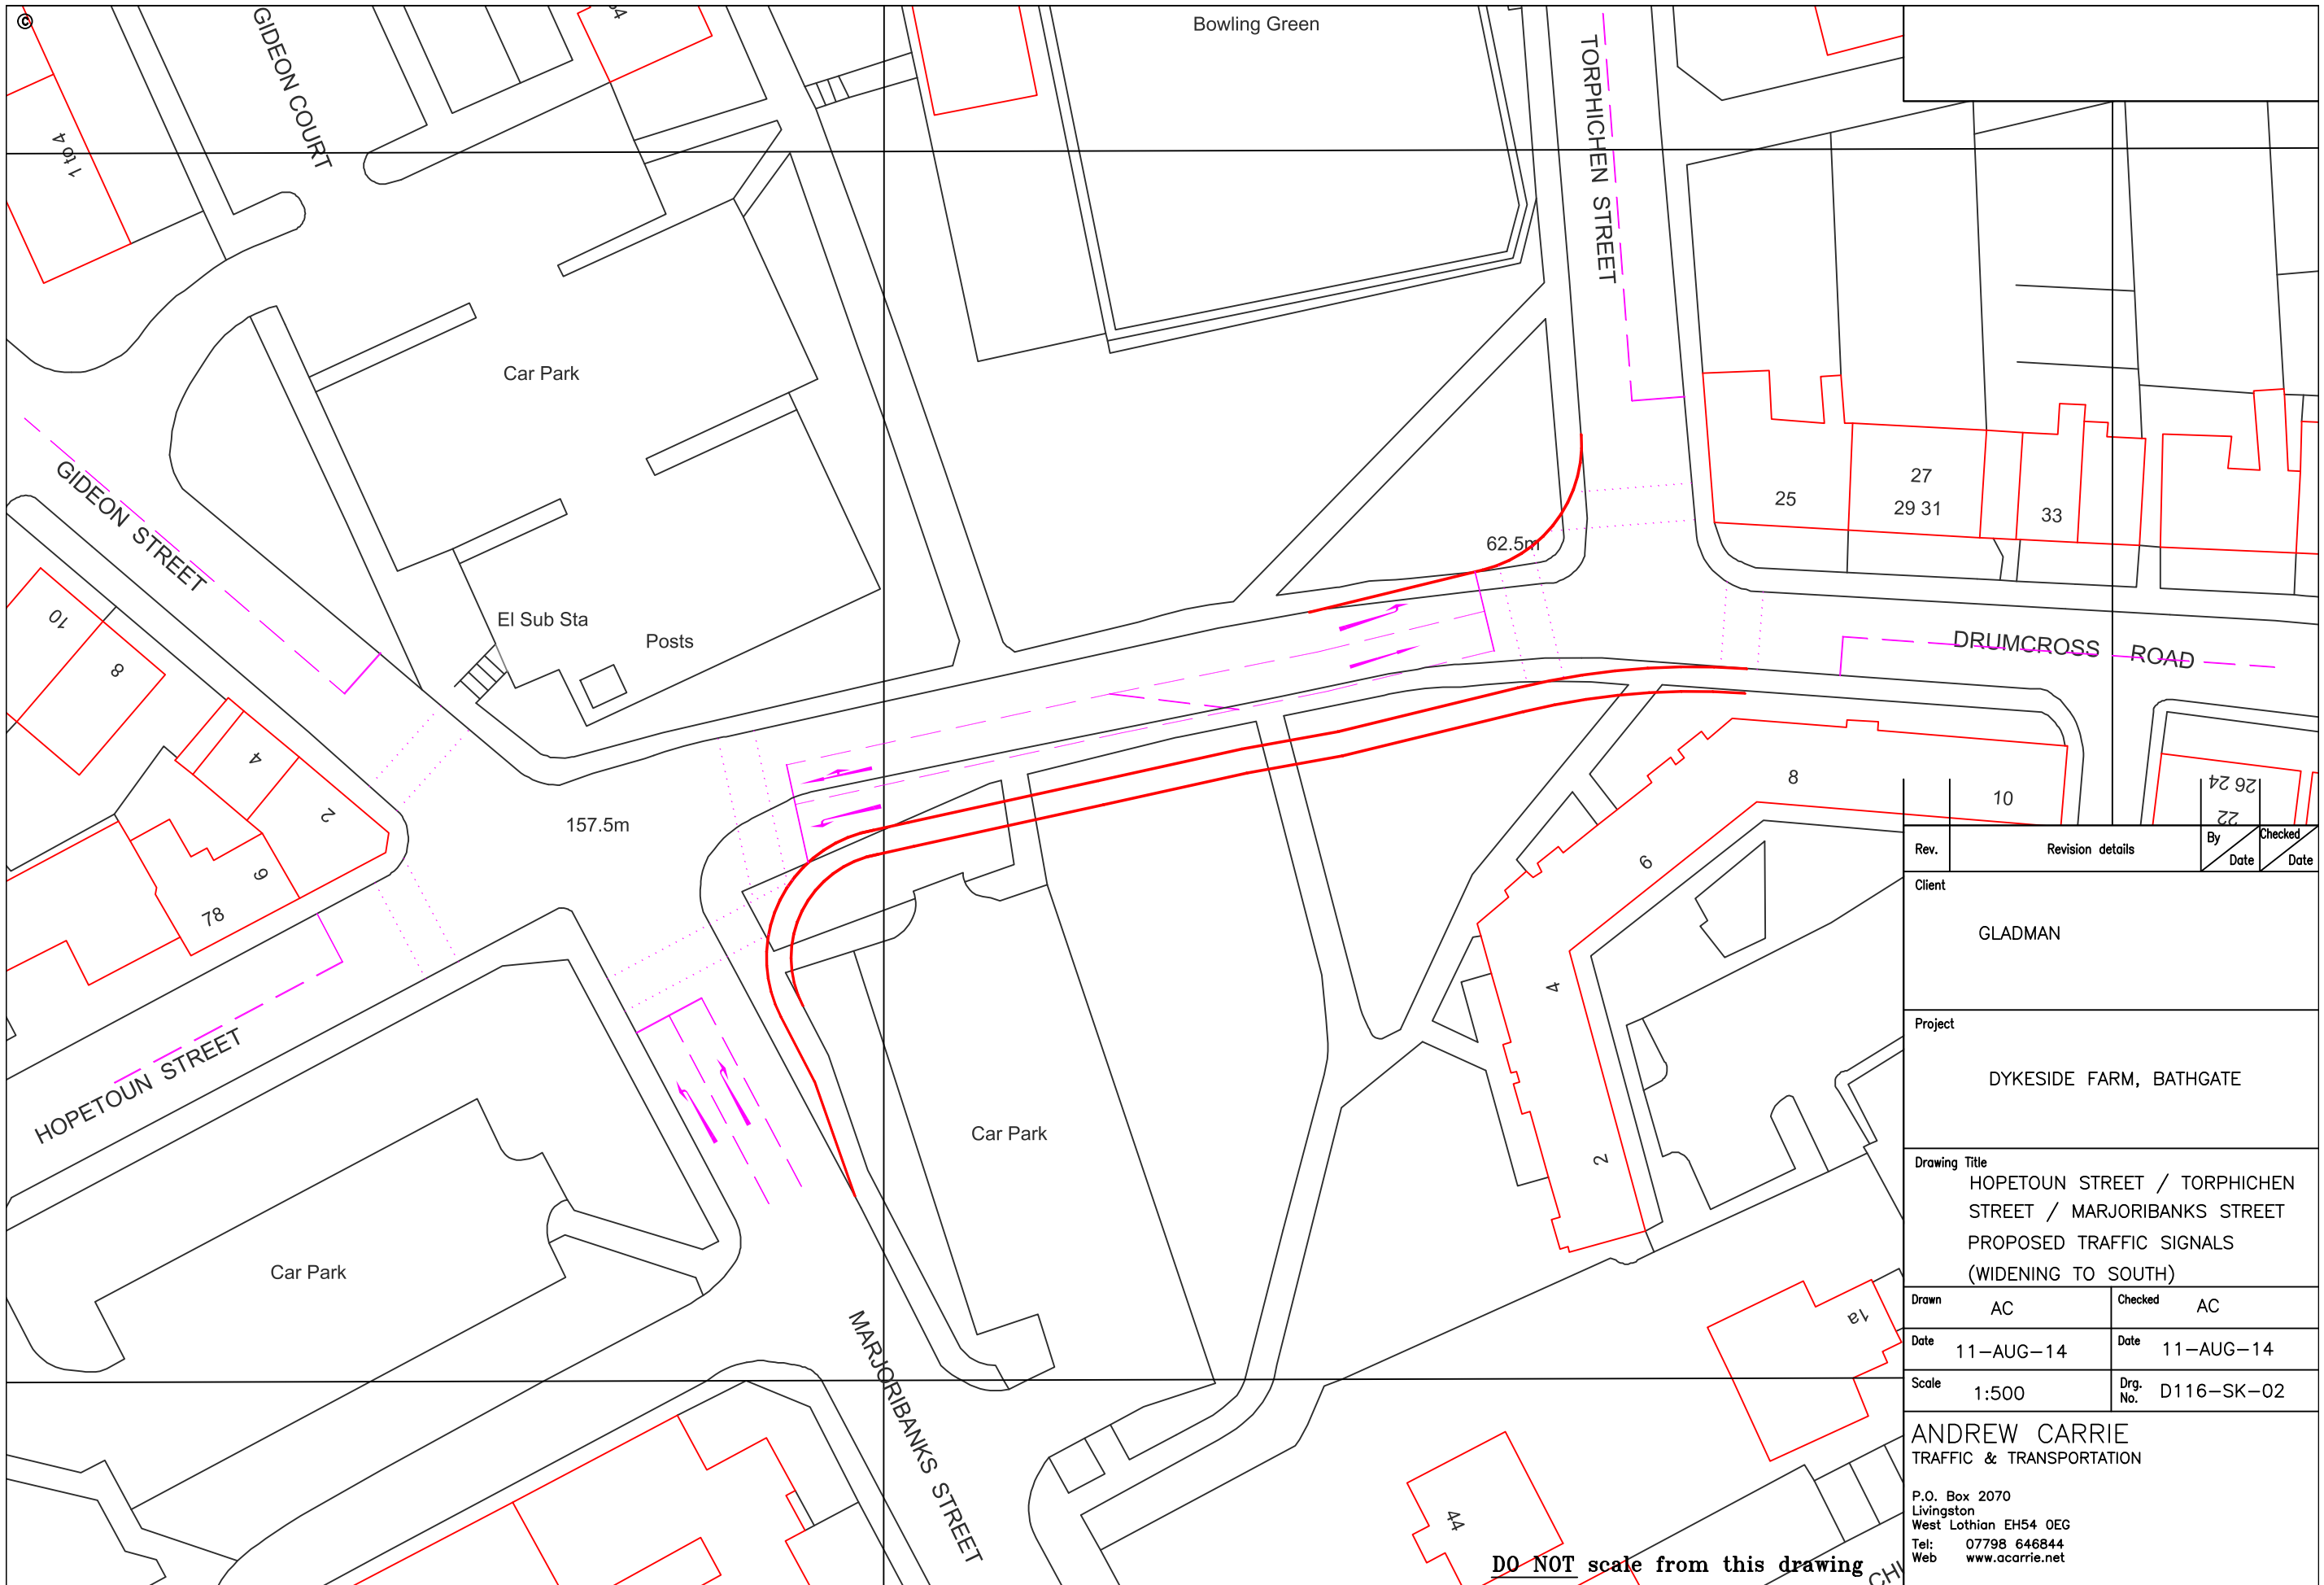 ©
GIDEON COURT
64
Bowling Green
TORPHICHEN STREET
1 to 4
Car Park
GIDEON STREET
25
27
29 31
33
62.5m
10
8
El Sub Sta
Posts
DRUMCROSS ROAD
4
2
6
78
157.5m
8
10
26 24
22
6
4
2
HOPETOUN STREET
Car Park
Car Park
MARJORIBANKS STREET
1a
44
DO NOT scale from this drawing
Rev.
Revision details
By
Date
Checked
Date
Client
GLADMAN
Project
DYKESIDE FARM, BATHGATE
Drawing Title
HOPETOUN STREET / TORPHICHEN
STREET / MARJORIBANKS STREET
PROPOSED TRAFFIC SIGNALS
(WIDENING TO SOUTH)
Drawn AC
Checked AC
Date 11-AUG-14
Date 11-AUG-14
Scale 1:500
Drg. No. D116-SK-02
ANDREW CARRIE
TRAFFIC & TRANSPORTATION
P.O. Box 2070
Livingston
West Lothian EH54 0EG
Tel: 07798 646844
Web www.acarrie.net